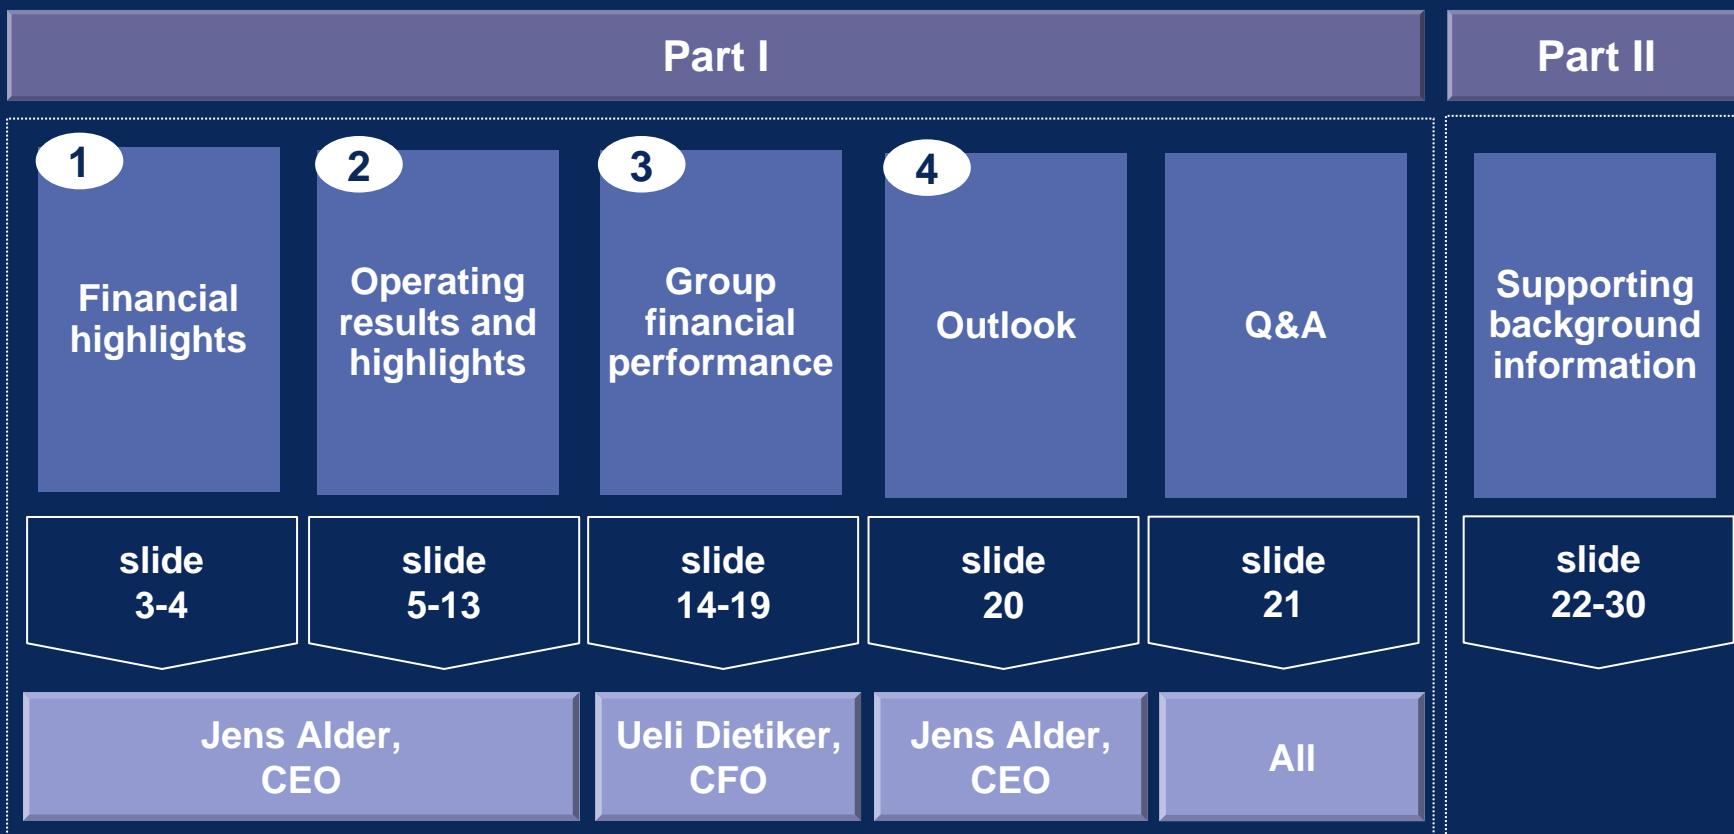 Part I
Part II
1
2
3
4
Financial
highlights
Operating
results and
highlights
Group
financial
performance
Outlook
Q&A
Supporting
background
information
slide
3-4
slide
5-13
slide
14-19
slide
20
slide
21
slide
22-30
Jens Alder,
CEO
Ueli Dietiker,
CFO
Jens Alder,
CEO
All